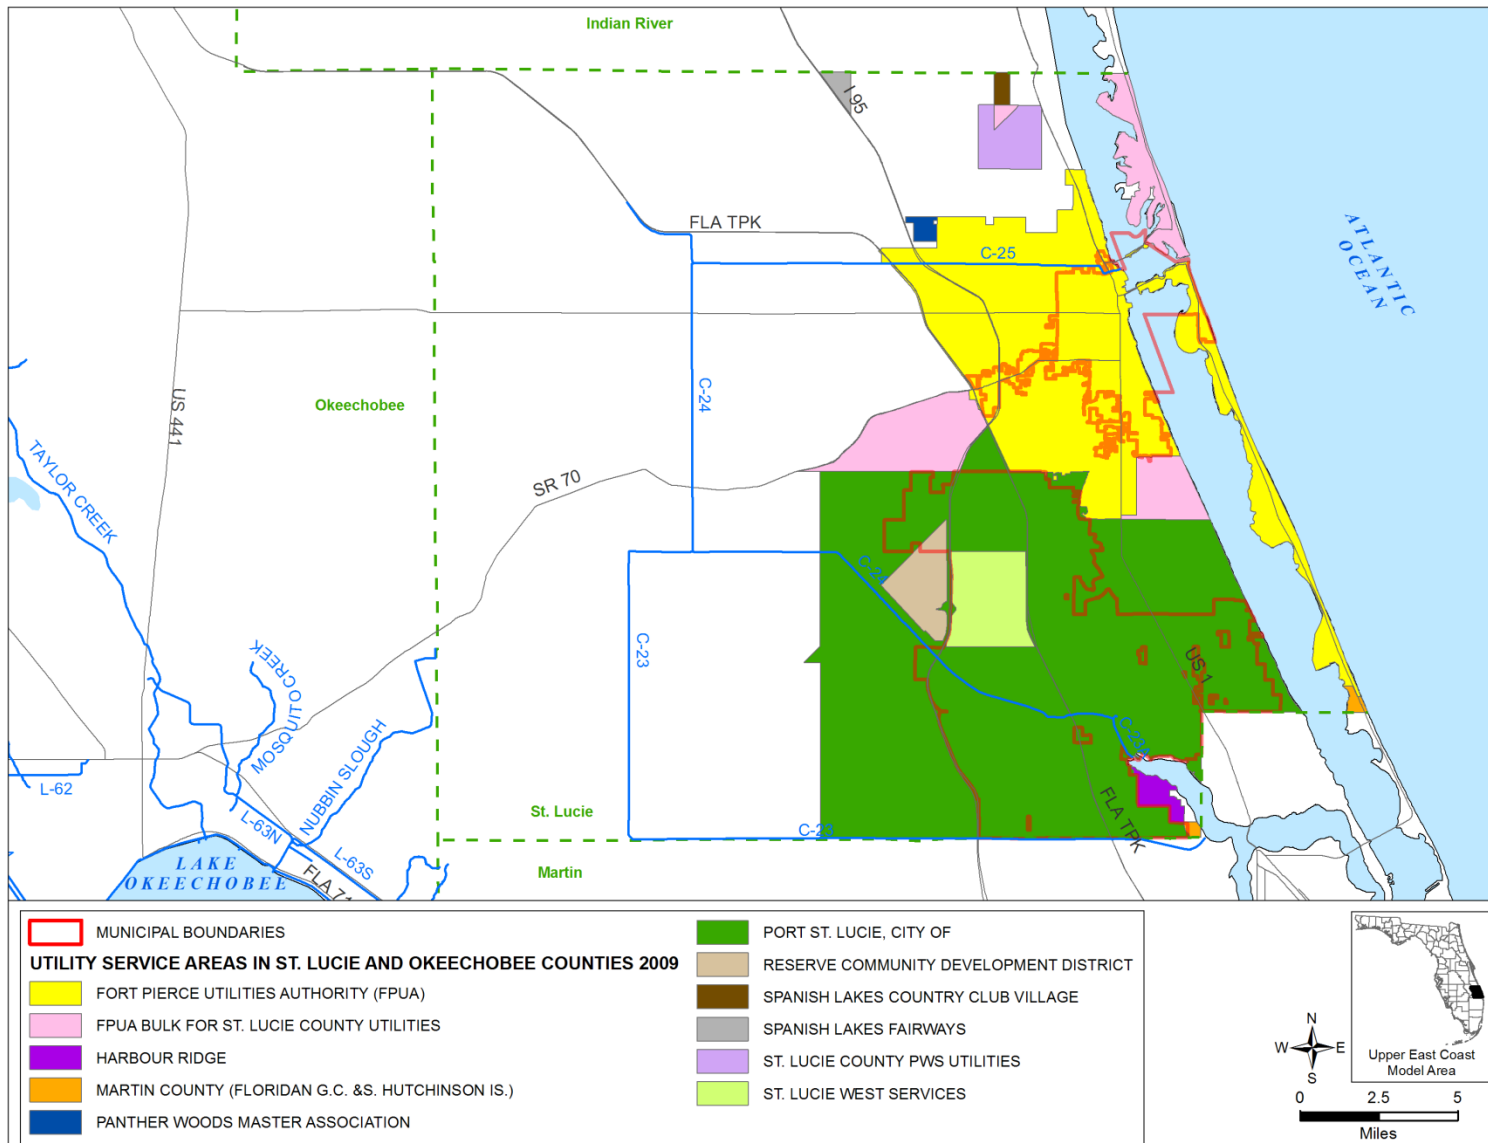 Indian River
I 95
FLA TPK
C-25
ATLANTIC
OCEAN
US 441
Okeechobee
C-24
TAYLOR CREEK
SR 70
C-24
C-23
MOSQUITO CREEK
NUBBIN SLOUGH
US 1
C-23A
L-62
L-63N
L-63S
St. Lucie
C-23
FLA TPK
LAKE
OKEECHOBEE
FLA 71
Martin
MUNICIPAL BOUNDARIES
UTILITY SERVICE AREAS IN ST. LUCIE AND OKEECHOBEE COUNTIES 2009
FORT PIERCE UTILITIES AUTHORITY (FPUA)
FPUA BULK FOR ST. LUCIE COUNTY UTILITIES
HARBOUR RIDGE
MARTIN COUNTY (FLORIDAN G.C. &S. HUTCHINSON IS.)
PANTHER WOODS MASTER ASSOCIATION
PORT ST. LUCIE, CITY OF
RESERVE COMMUNITY DEVELOPMENT DISTRICT
SPANISH LAKES COUNTRY CLUB VILLAGE
SPANISH LAKES FAIRWAYS
ST. LUCIE COUNTY PWS UTILITIES
ST. LUCIE WEST SERVICES
N
W E
S
Upper East Coast
Model Area
0 2.5 5
Miles